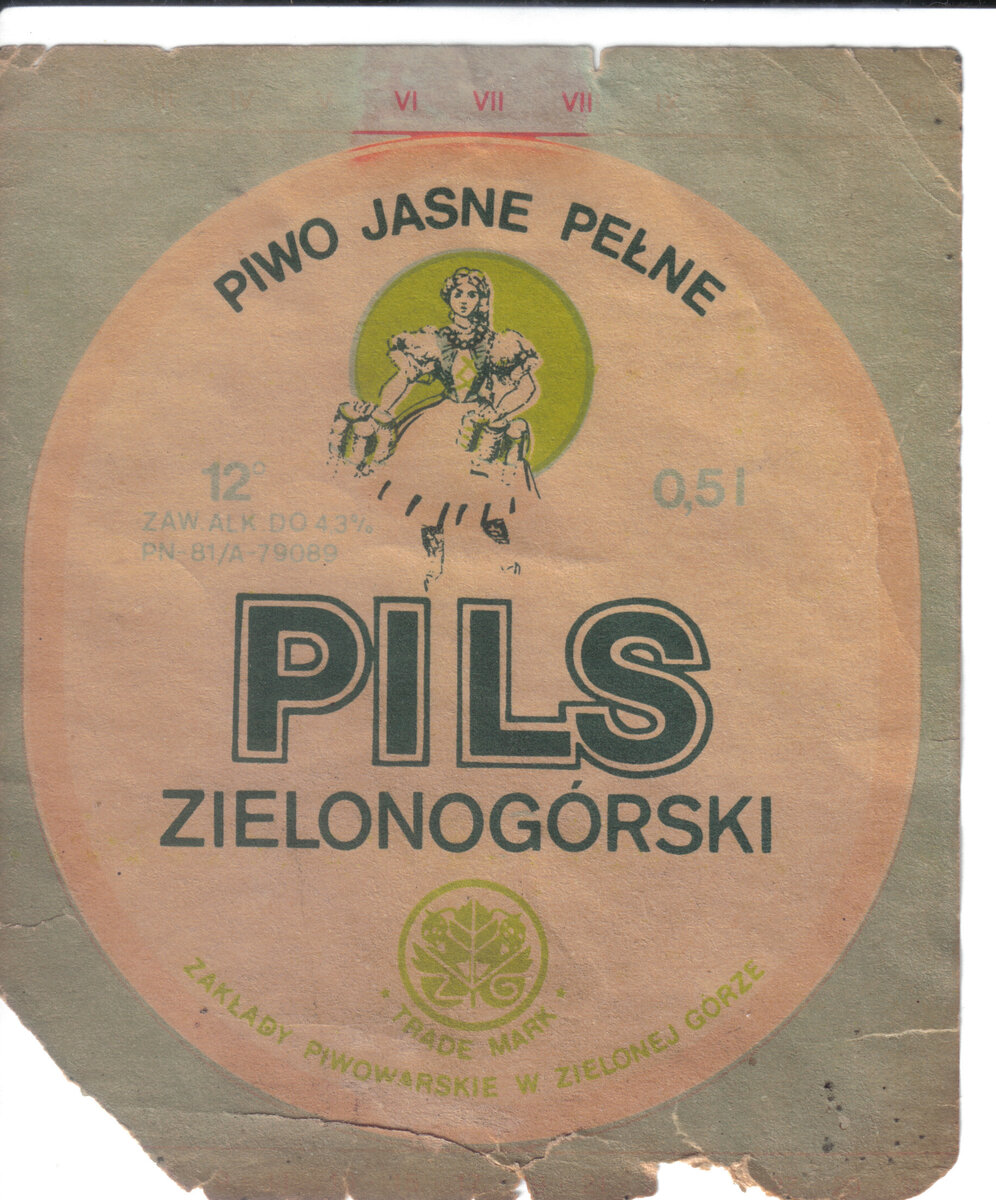 VI VII VII
PIWO JASNE PEŁNE
12°
ZAW ALK DO 4.3%
PN-81/A-79089
0,5 l
PILS
ZIELONOGÓRSKI
Z G
• TRADE MARK •
ZAKŁADY PIWOWARSKIE W ZIELONEJ GÓRZE